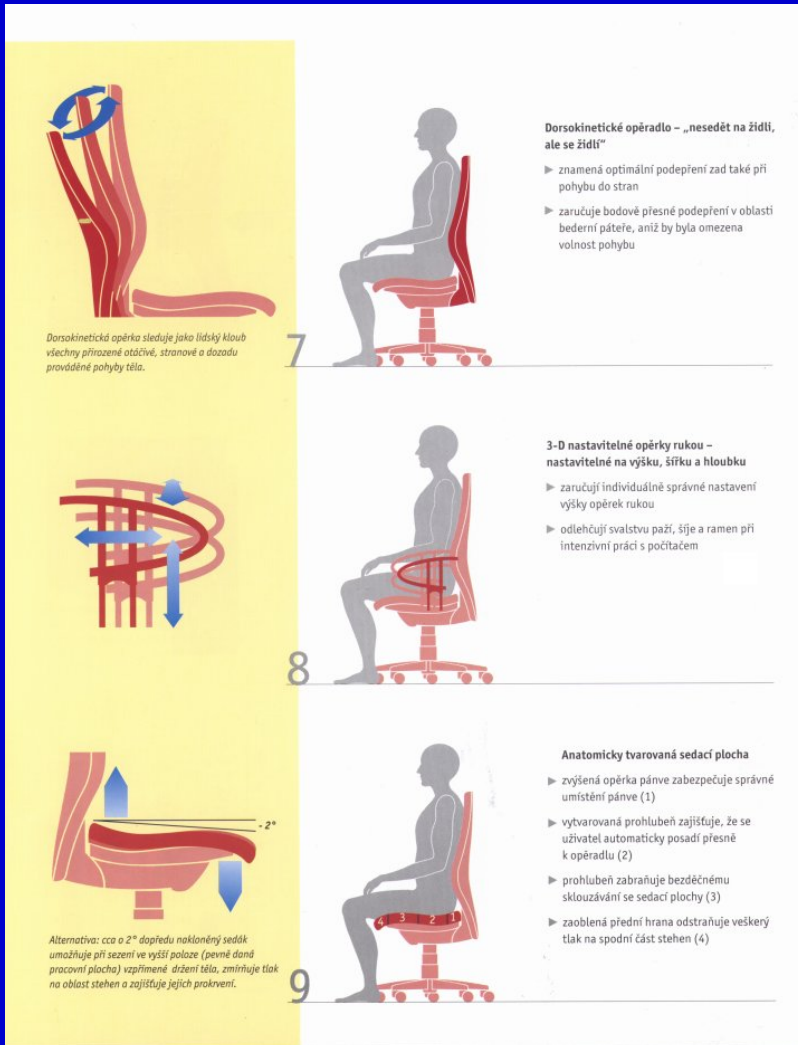 Dorsokinetické opěradlo – „nesedět na židli,
ale se židlí“
► znamená optimální podepření zad také při
pohybu do stran
► zaručuje bodově přesné podepření v oblasti
bederní páteře, aniž by byla omezena
volnost pohybu
Dorsokinetická opěrka sleduje jako lidský kloub
všechny přirozené otáčivé, stranové a dozadu
prováděné pohyby těla.
7
3-D nastavitelné opěrky rukou –
nastavitelné na výšku, šířku a hloubku
► zaručují individuálně správné nastavení
výšky opěrek rukou
► odlehčují svalstvu paží, šíje a ramen při
intenzivní práci s počítačem
8
Anatomicky tvarovaná sedací plocha
► zvýšená opěrka pánve zabezpečuje správné
umístění pánve (1)
► vytvarovaná prohlubeň zajišťuje, že se
uživatel automaticky posadí přesně
k opěradlu (2)
► prohlubeň zabraňuje bezděčnému
sklouzávání se sedací plochy (3)
► zaoblená přední hrana odstraňuje veškerý
tlak na spodní část stehen (4)
- 2°
4 3 2 1
Alternativa: cca o 2° dopředu nakloněný sedák
umožňuje při sezení ve vyšší poloze (pevně daná
pracovní plocha) vzpřímené držení těla, zmírňuje tlak
na oblast stehen a zajišťuje jejich prokrvení.
9